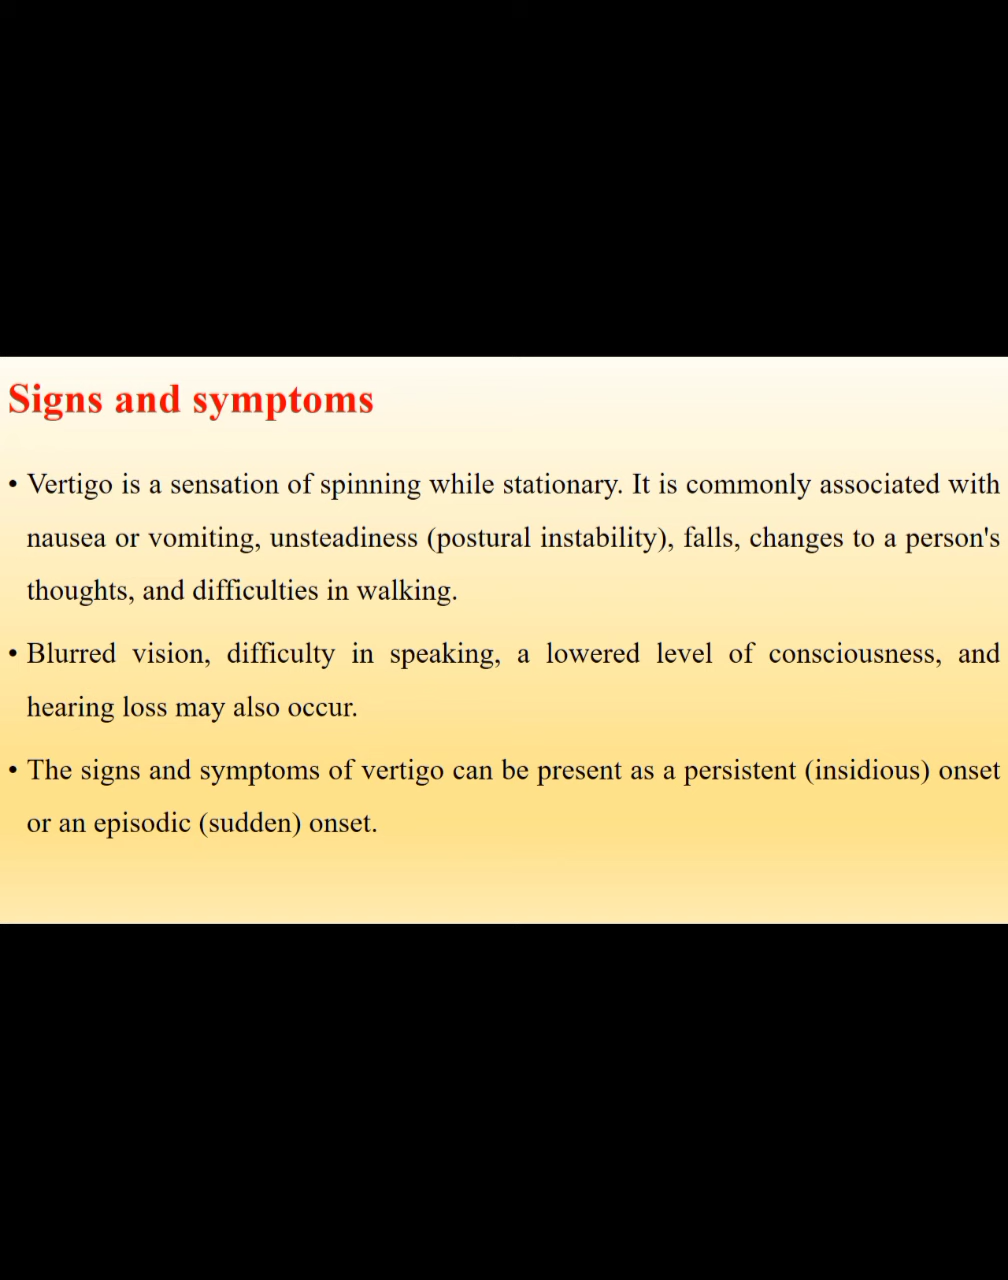 Signs and symptoms
• Vertigo is a sensation of spinning while stationary. It is commonly associated with
nausea or vomiting, unsteadiness (postural instability), falls, changes to a person's
thoughts, and difficulties in walking.
• Blurred vision, difficulty in speaking, a lowered level of consciousness, and
hearing loss may also occur.
• The signs and symptoms of vertigo can be present as a persistent (insidious) onset
or an episodic (sudden) onset.